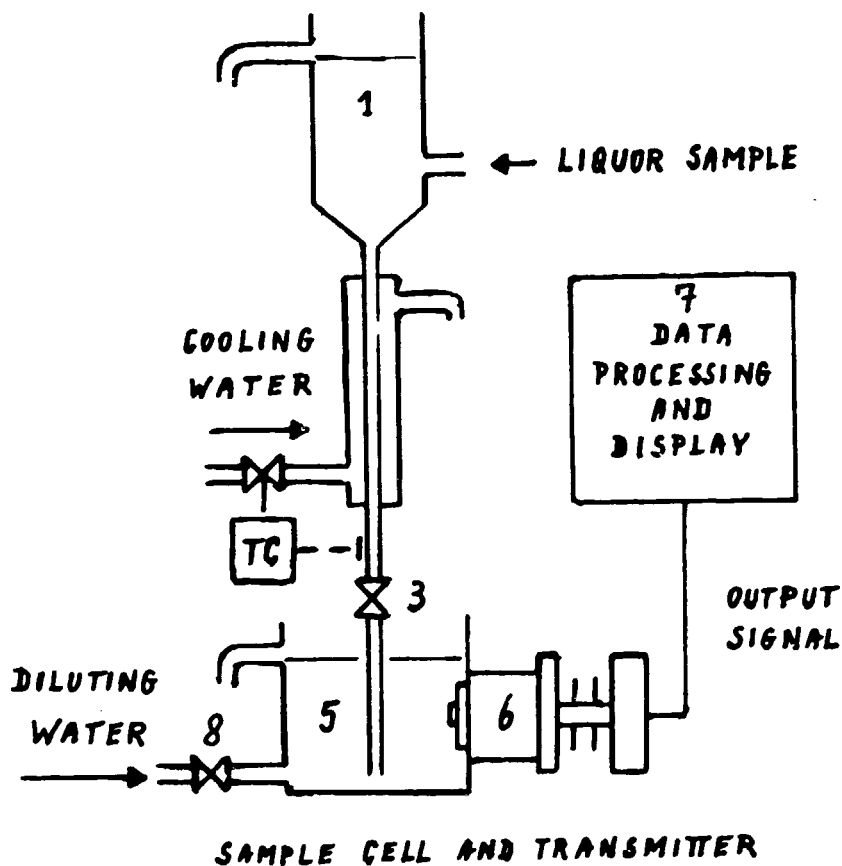 1
LIQUOR SAMPLE
COOLING
WATER
7
DATA
PROCESSING
AND
DISPLAY
TC
3
OUTPUT
SIGNAL
DILUTING
WATER
8
5
6
SAMPLE CELL AND TRANSMITTER